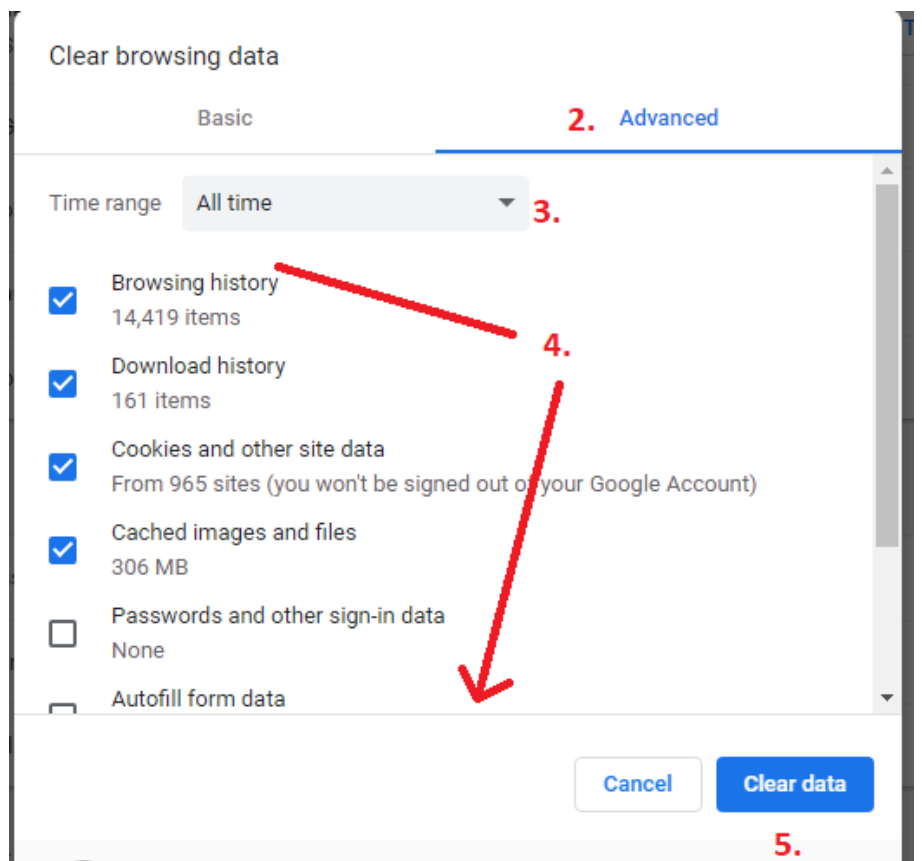 Clear browsing data
Basic
2. Advanced
Time range All time 3.
Browsing history
14,419 items
4.
Download history
161 items
Cookies and other site data
From 965 sites (you won't be signed out of your Google Account)
Cached images and files
306 MB
Passwords and other sign-in data
None
Autofill form data
Cancel Clear data
5.